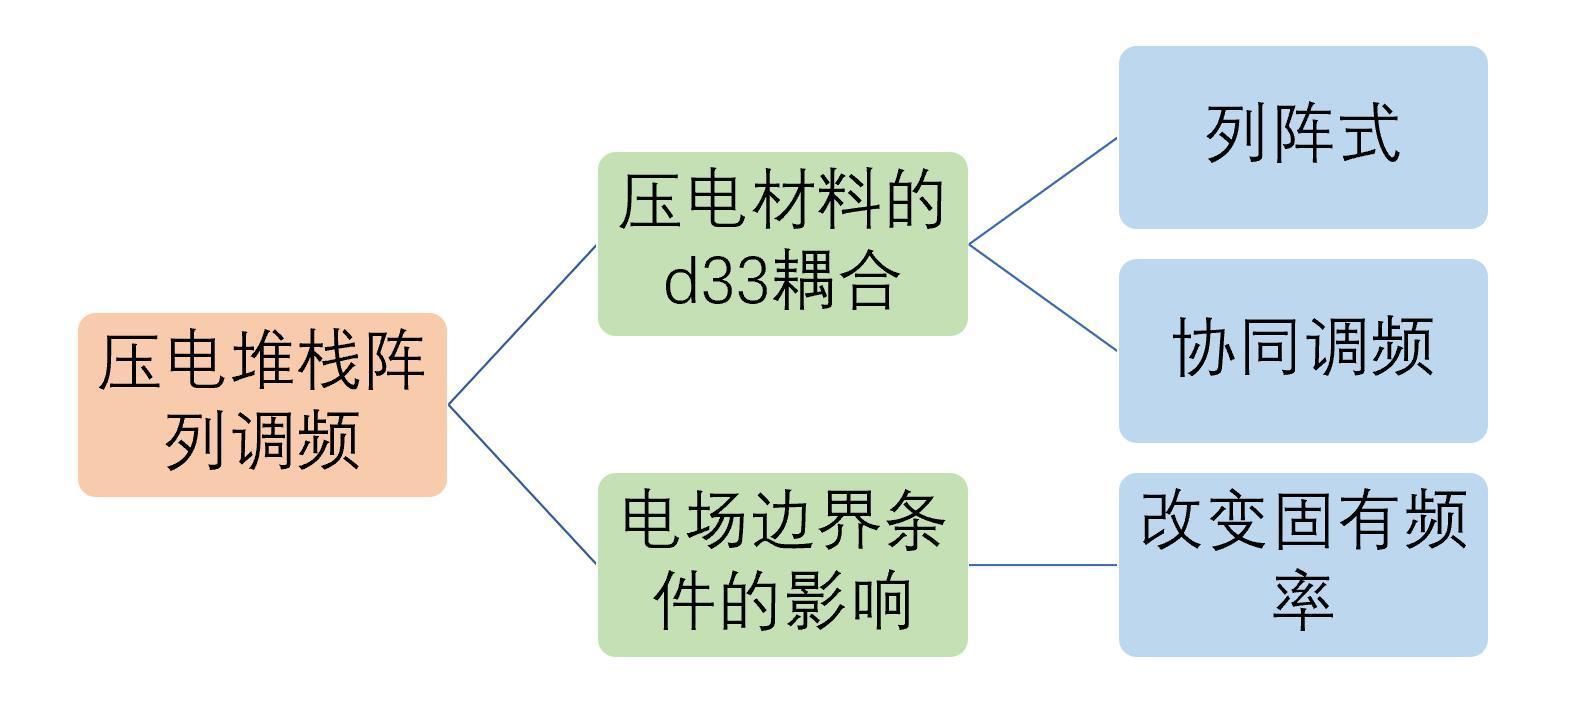 压电堆栈阵
列调频
压电材料的
d33耦合
列阵式
协同调频
电场边界条
件的影响
改变固有频
率